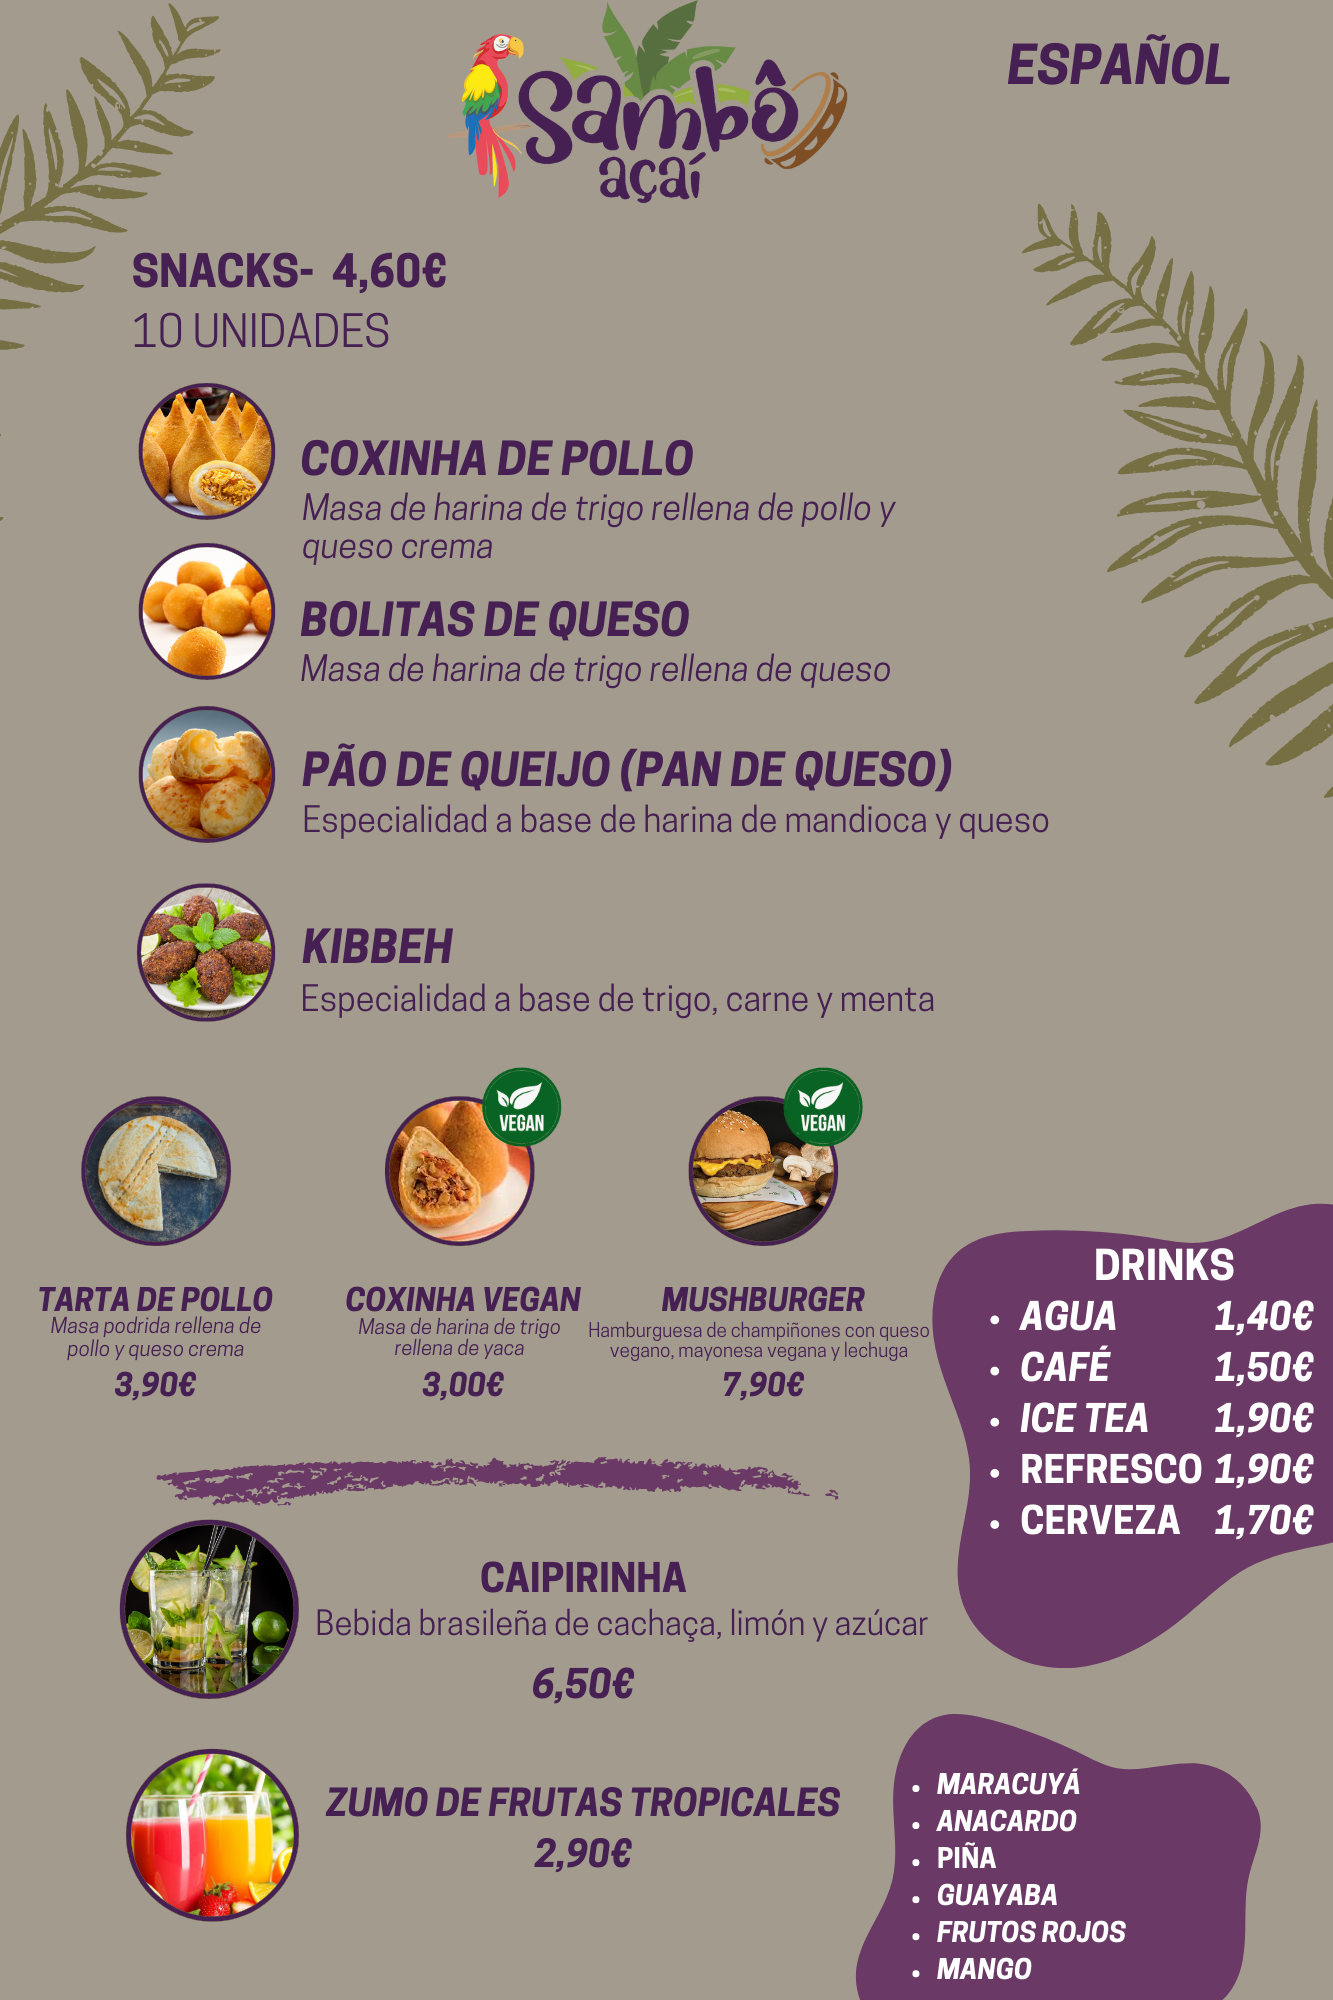 Sambô
açaí
ESPAÑOL
SNACKS- 4,60€
10 UNIDADES
COXINHA DE POLLO
Masa de harina de trigo rellena de pollo y
queso crema
BOLITAS DE QUESO
Masa de harina de trigo rellena de queso
PÃO DE QUEIJO (PAN DE QUESO)
Especialidad a base de harina de mandioca y queso
KIBBEH
Especialidad a base de trigo, carne y menta
TARTA DE POLLO
Masa podrida rellena de
pollo y queso crema
3,90€
VEGAN
COXINHA VEGAN
Masa de harina de trigo
rellena de yaca
3,00€
VEGAN
MUSHBURGER
Hamburguesa de champiñones con queso
vegano, mayonesa vegana y lechuga
7,90€
DRINKS
• AGUA 1,40€
• CAFÉ 1,50€
• ICE TEA 1,90€
• REFRESCO 1,90€
• CERVEZA 1,70€
CAIPIRINHA
Bebida brasileña de cachaça, limón y azúcar
6,50€
ZUMO DE FRUTAS TROPICALES
2,90€
• MARACUYÁ
• ANACARDO
• PIÑA
• GUAYABA
• FRUTOS ROJOS
• MANGO